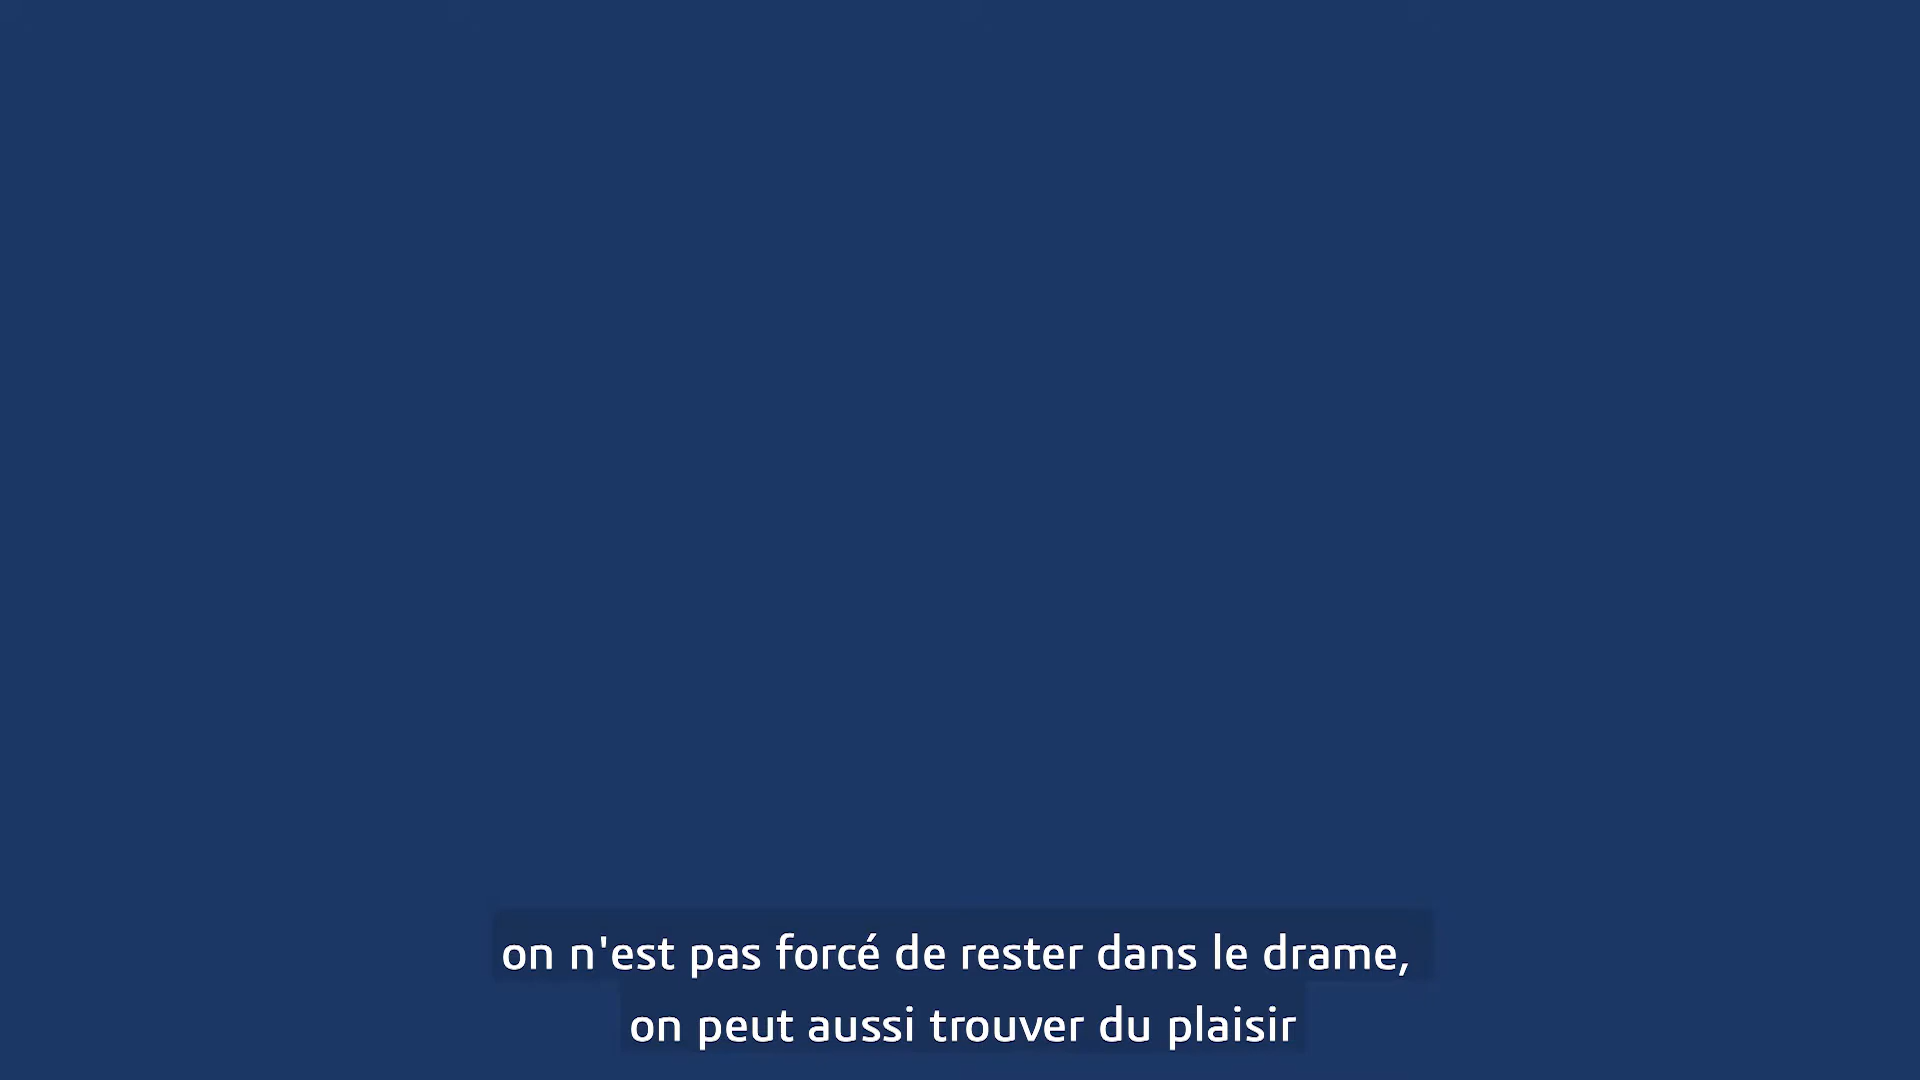 on n'est pas forcé de rester dans le drame,
on peut aussi trouver du plaisir